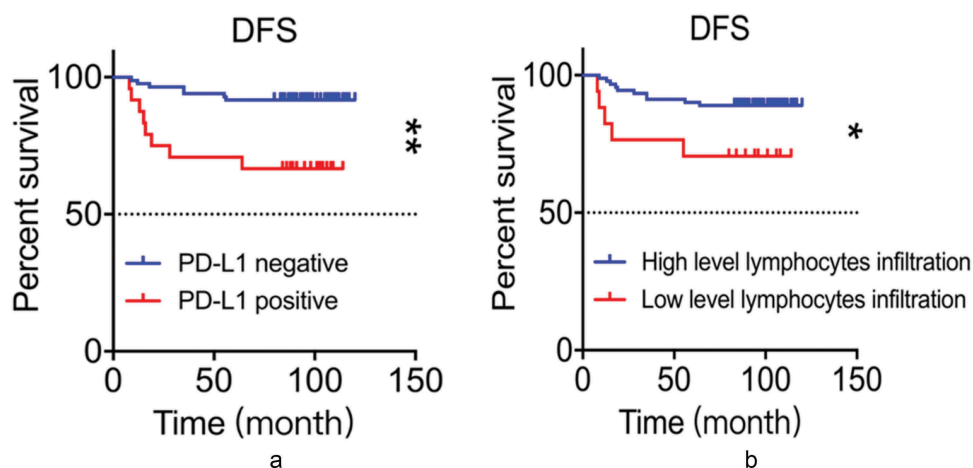 DFS
Percent survival
100
50
0
PD-L1 negative
PD-L1 positive
**
0 50 100 150
Time (month)
a
DFS
Percent survival
100
50
0
High level lymphocytes infiltration
Low level lymphocytes infiltration
*
0 50 100 150
Time (month)
b